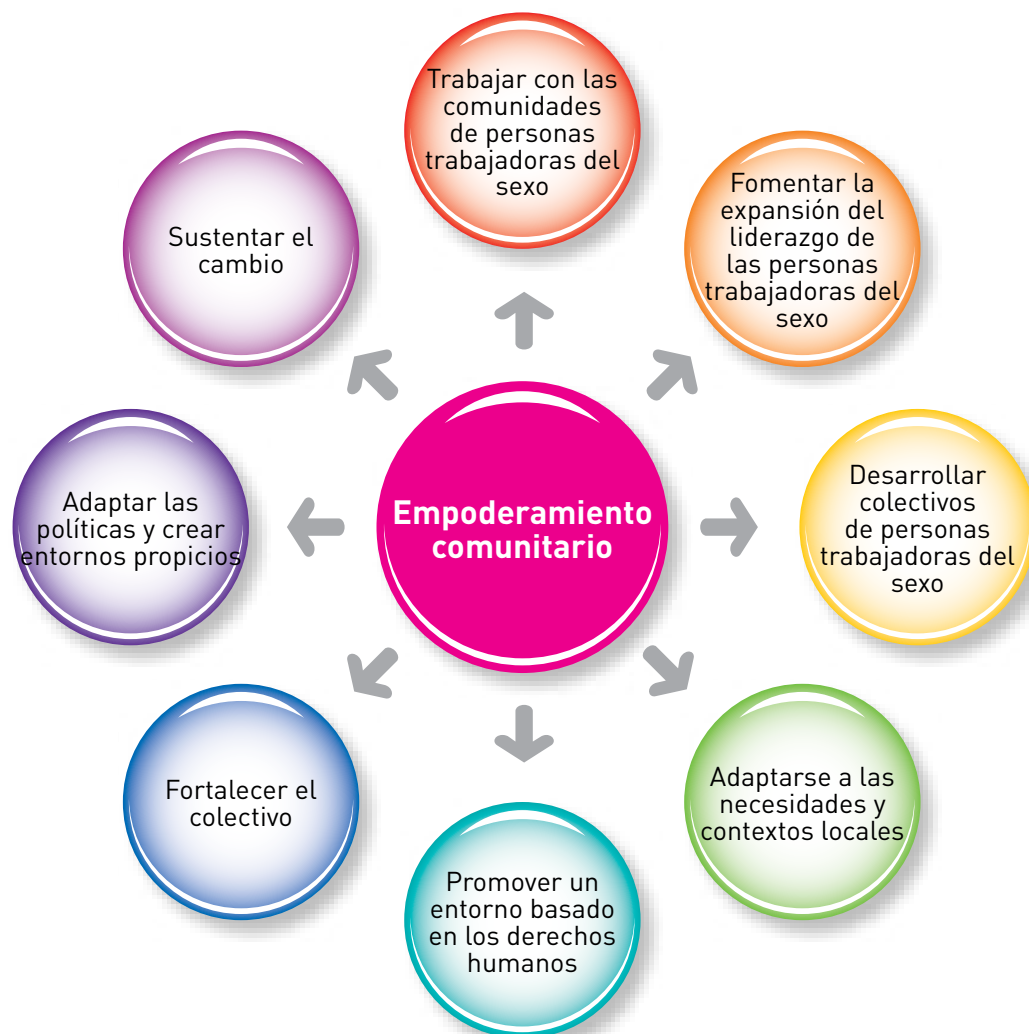 Trabajar con las
comunidades
de personas
trabajadoras del
sexo
Fomentar la
expansión del
liderazgo de
las personas
trabajadoras del
sexo
Desarrollar
colectivos
de personas
trabajadoras del
sexo
Adaptarse a las
necesidades y
contextos locales
Promover un
entorno basado
en los derechos
humanos
Fortalecer el
colectivo
Adaptar las
políticas y crear
entornos propicios
Sustentar el
cambio
Empoderamiento
comunitario